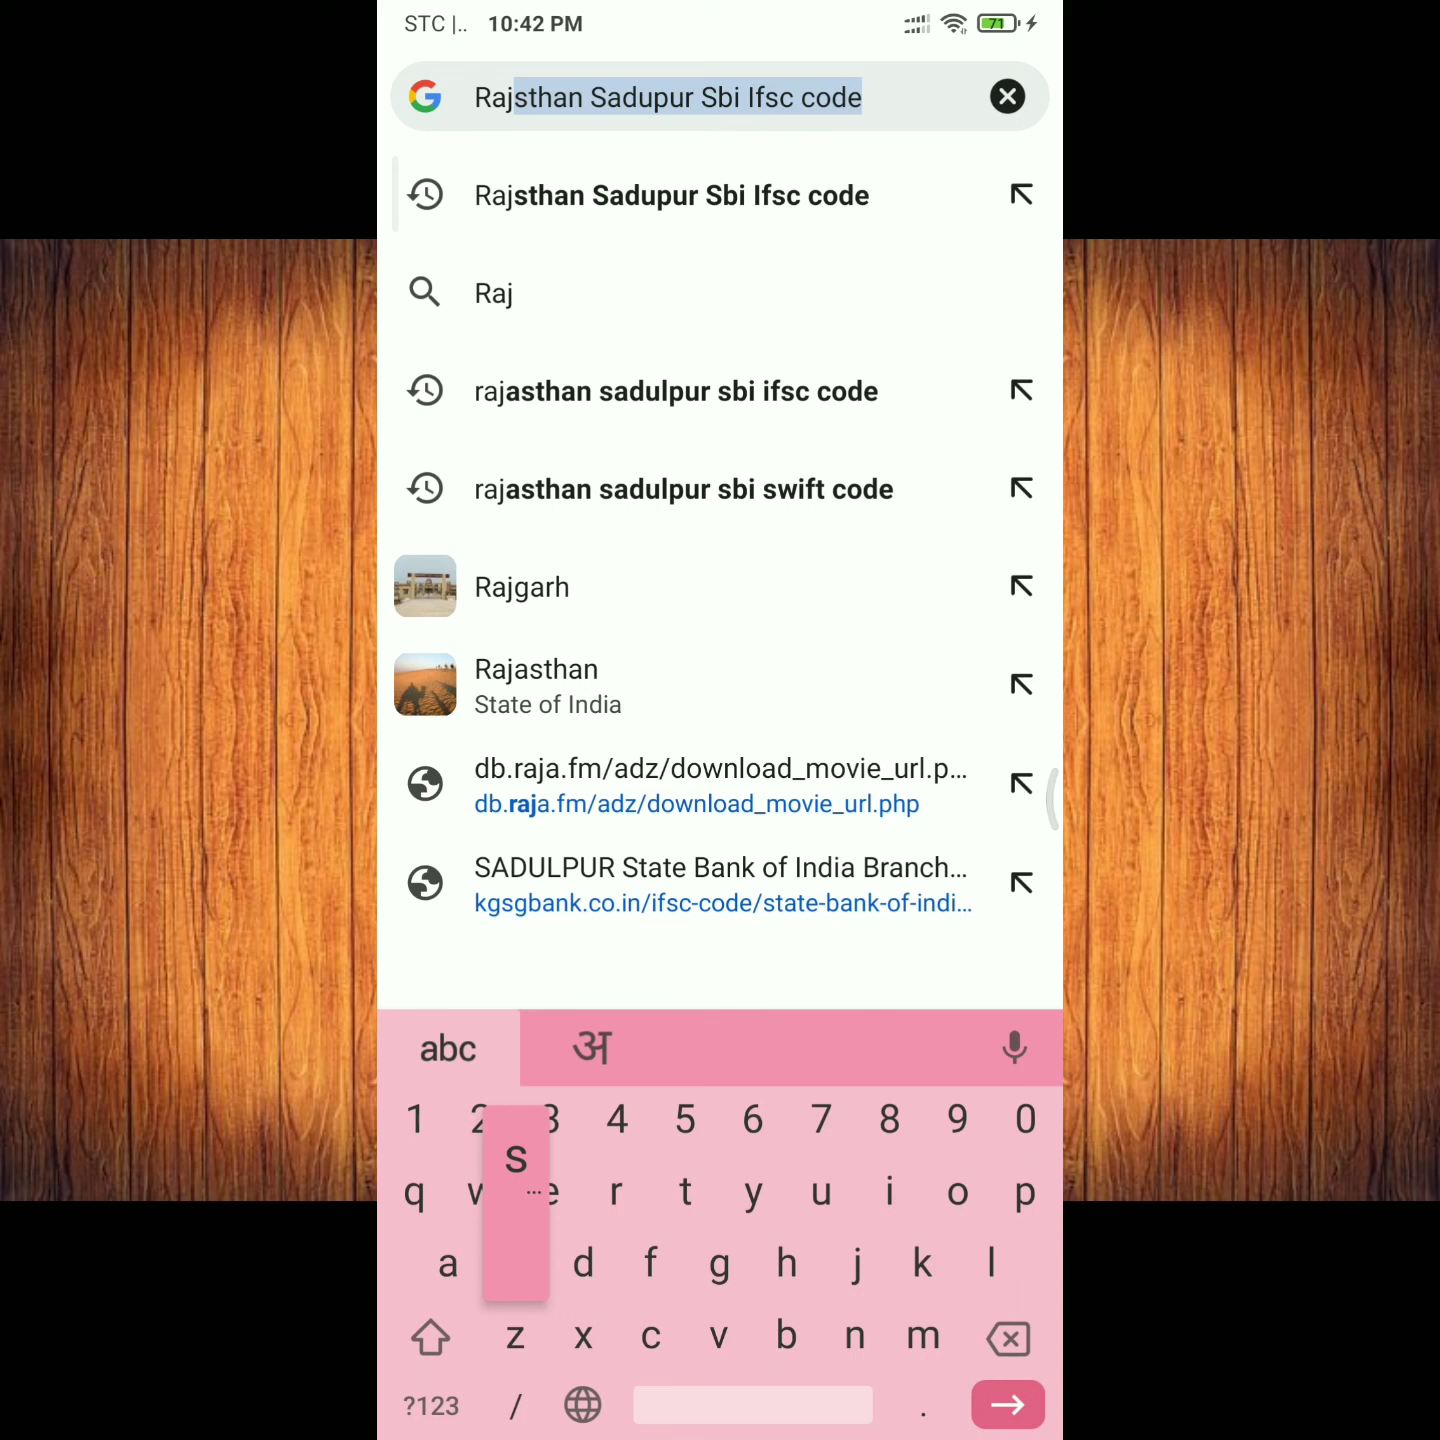 STC |.. 10:42 PM 71
Rajsthan Sadupur Sbi Ifsc code
Rajsthan Sadupur Sbi Ifsc code
Raj
rajasthan sadulpur sbi ifsc code
rajasthan sadulpur sbi swift code
Rajgarh
Rajasthan
State of India
db.raja.fm/adz/download_movie_url.p...
db.raja.fm/adz/download_movie_url.php
SADULPUR State Bank of India Branch...
kgsgbank.co.in/ifsc-code/state-bank-of-indi...
abc अ
1 2 3 4 5 6 7 8 9 0
s
q w e r t y u i o p
a d f g h j k l
z x c v b n m
?123 / .